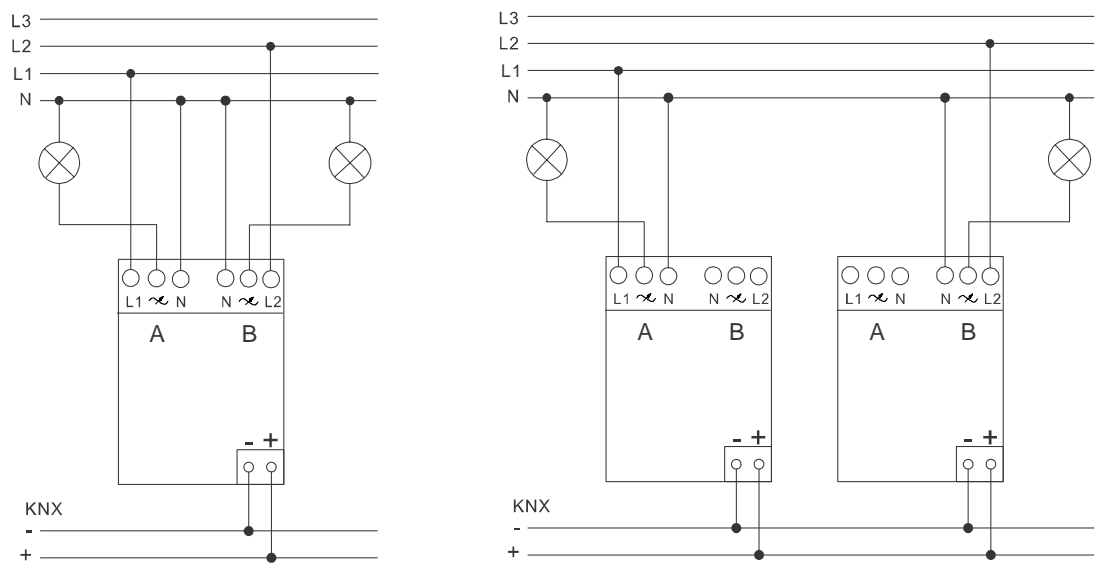 L3
L2
L1
N
L1 N N L2
A B
- +
KNX
-
+
L3
L2
L1
N
L1 N N L2 L1 N N L2
A B A B
- + - +
KNX
-
+